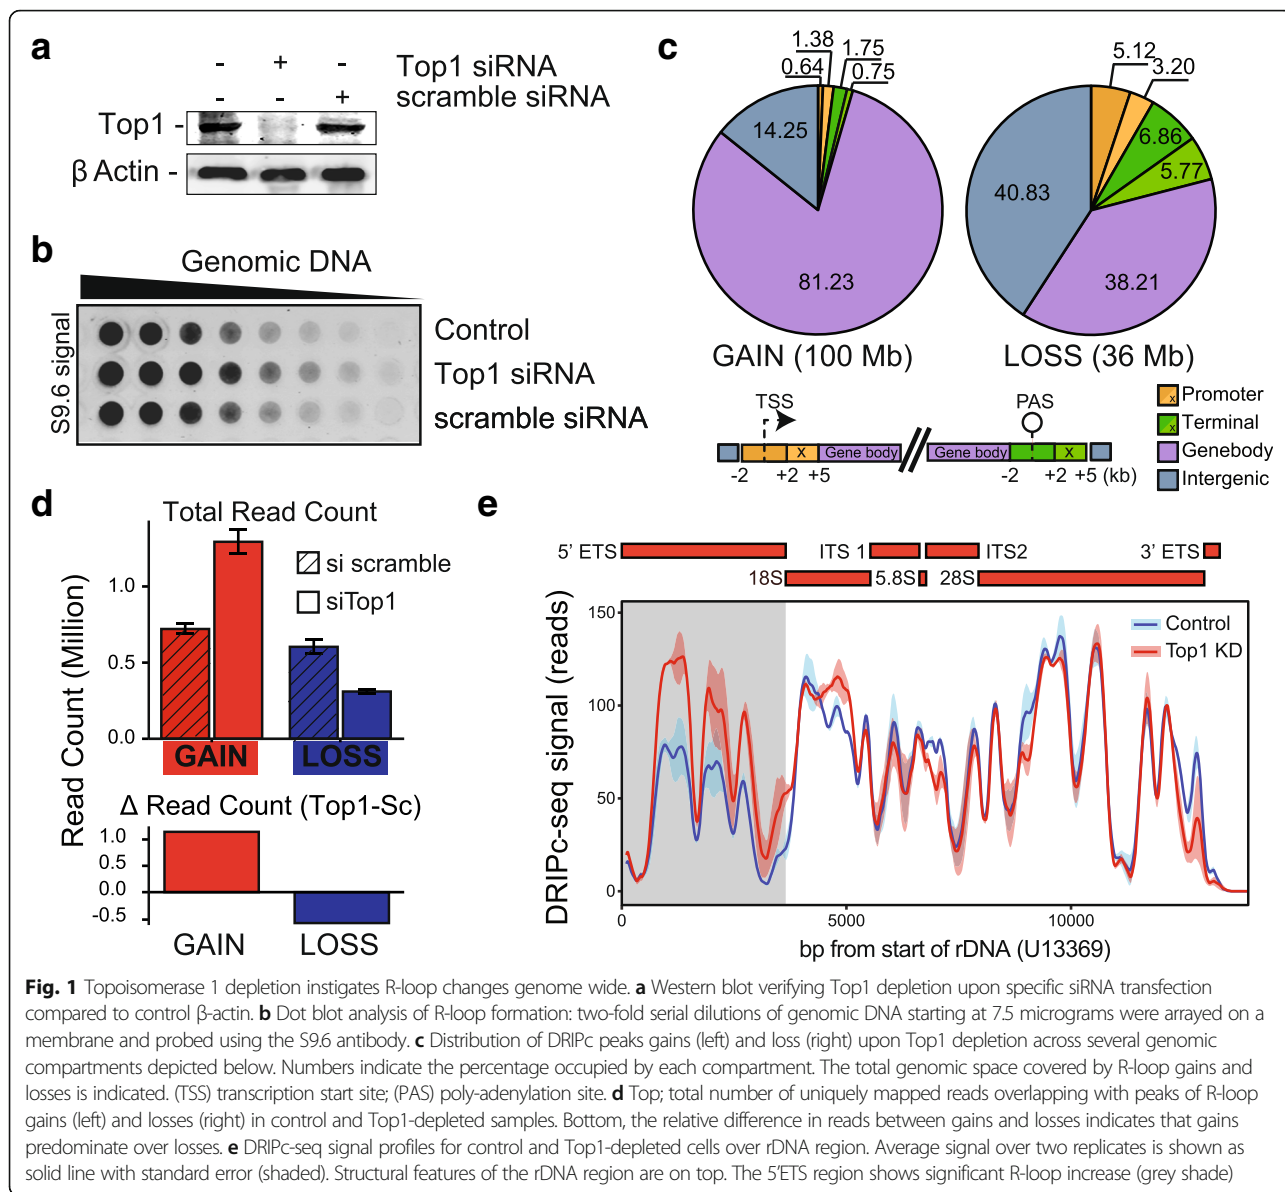 a
- + - Top1 siRNA
- - + scramble siRNA
Top1 -
β Actin -
b
Genomic DNA
S9.6 signal
Control
Top1 siRNA
scramble siRNA
c
0.64
1.38
1.75
0.75
14.25
81.23
GAIN (100 Mb)
5.12
3.20
6.86
5.77
40.83
38.21
LOSS (36 Mb)
TSS
PAS
x Gene body
Gene body x
-2 +2 +5
-2 +2 +5 (kb)
x Promoter
x Terminal
Genebody
Intergenic
d
Total Read Count
Read Count (Million)
1.0
0.5
0.0
si scramble
siTop1
GAIN LOSS
Δ Read Count (Top1-Sc)
1.0
0.5
0.0
-0.5
GAIN LOSS
e
5' ETS
ITS 1
ITS2
3' ETS
18S
5.8S
28S
DRIPc-seq signal (reads)
150
100
50
0
Control
Top1 KD
0 5000 10000
bp from start of rDNA (U13369)
Fig. 1 Topoisomerase 1 depletion instigates R-loop changes genome wide. a Western blot verifying Top1 depletion upon specific siRNA transfection
compared to control β-actin. b Dot blot analysis of R-loop formation: two-fold serial dilutions of genomic DNA starting at 7.5 micrograms were arrayed on a
membrane and probed using the S9.6 antibody. c Distribution of DRIPc peaks gains (left) and loss (right) upon Top1 depletion across several genomic
compartments depicted below. Numbers indicate the percentage occupied by each compartment. The total genomic space covered by R-loop gains and
losses is indicated. (TSS) transcription start site; (PAS) poly-adenylation site. d Top; total number of uniquely mapped reads overlapping with peaks of R-loop
gains (left) and losses (right) in control and Top1-depleted samples. Bottom, the relative difference in reads between gains and losses indicates that gains
predominate over losses. e DRIPc-seq signal profiles for control and Top1-depleted cells over rDNA region. Average signal over two replicates is shown as
solid line with standard error (shaded). Structural features of the rDNA region are on top. The 5'ETS region shows significant R-loop increase (grey shade)